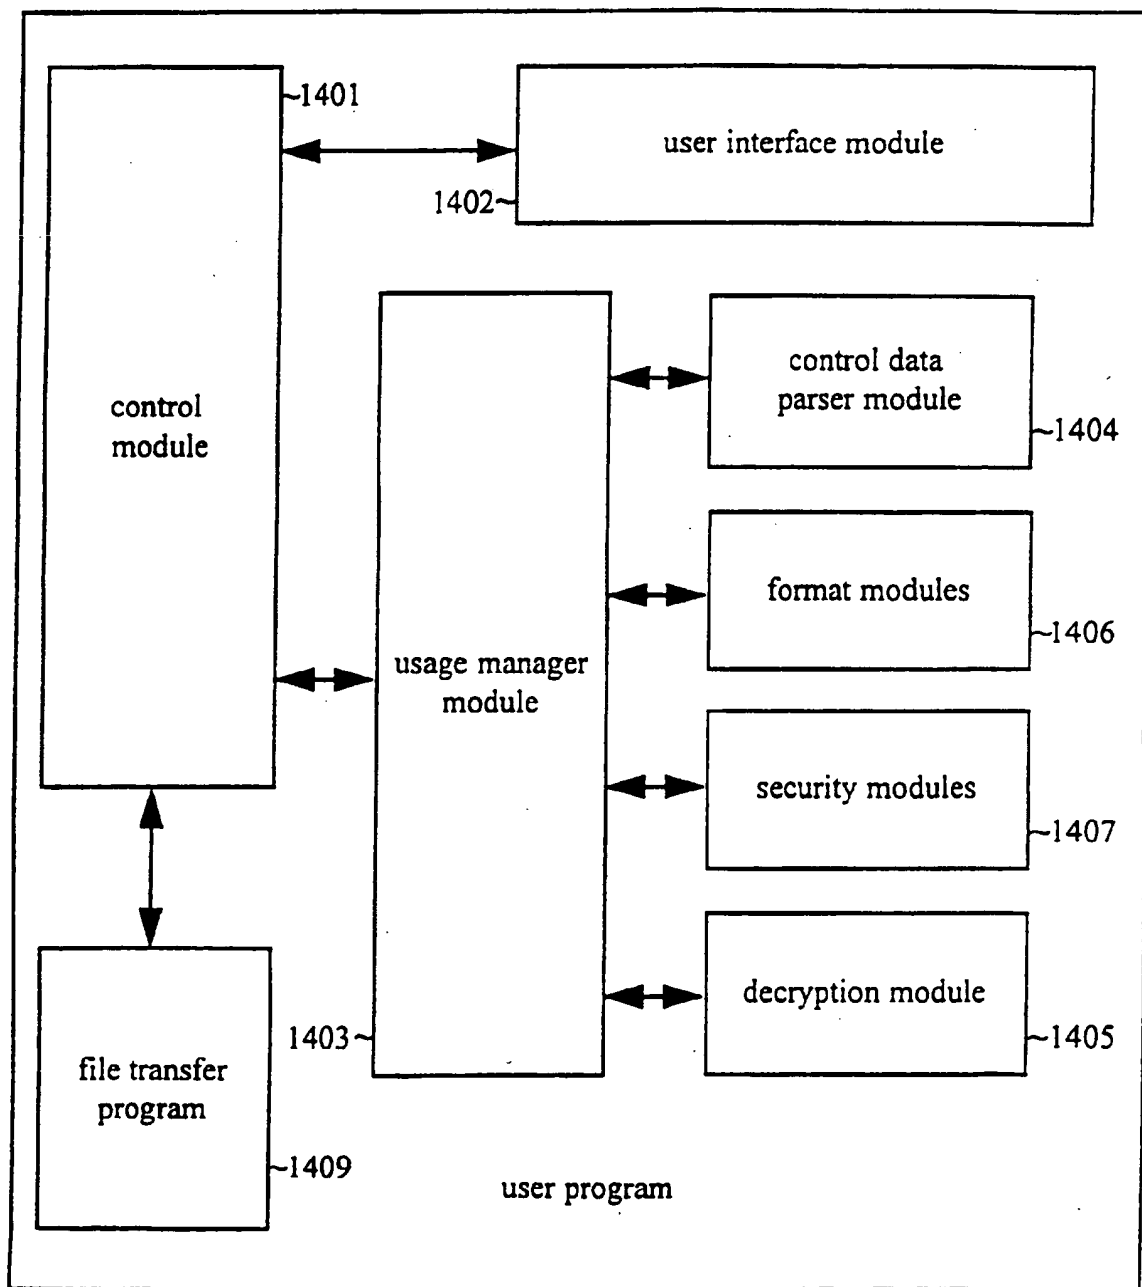 1401
user interface module
1402
control data
parser module
1404
control
module
format modules
1406
usage manager
module
security modules
1407
decryption module
1403
1405
file transfer
program
1409
user program